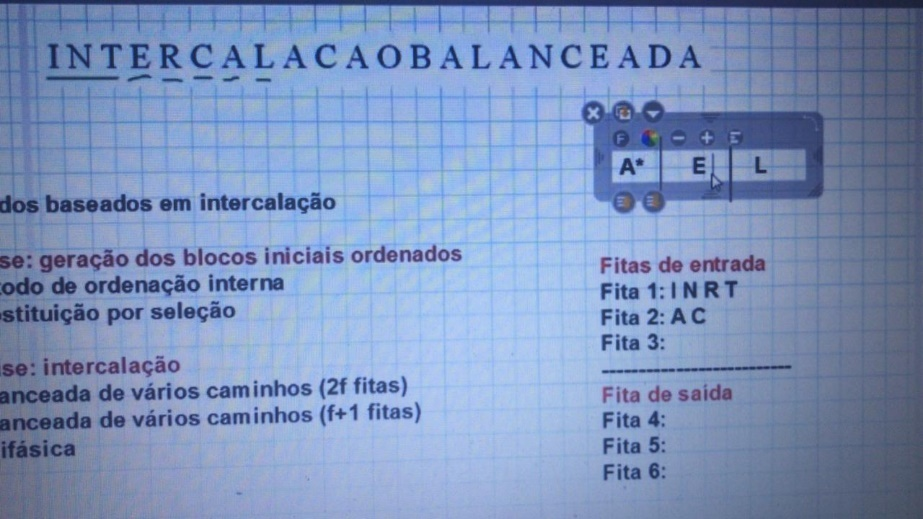 INTERCALACAOBALANCEADA
A* E L
dos baseados em intercalação
se: geração dos blocos iniciais ordenados
todo de ordenação interna
stituição por seleção
se: intercalação
anceada de vários caminhos (2f fitas)
anceada de vários caminhos (f+1 fitas)
ifásica
Fitas de entrada
Fita 1: I N R T
Fita 2: A C
Fita 3:
--------------------------
Fita de saída
Fita 4:
Fita 5:
Fita 6: